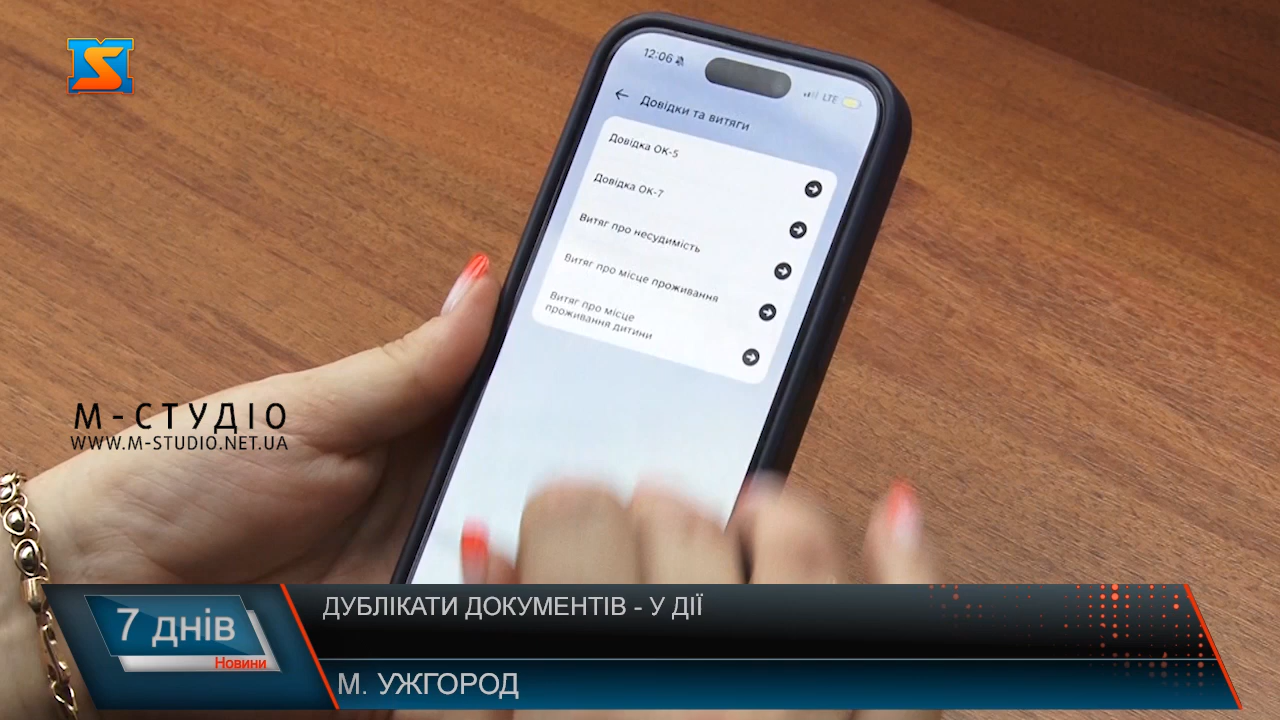 12:06
LTE
Довідки та витяги
Довідка ОК-5
Довідка ОК-7
Витяг про несудимість
Витяг про місце проживання
Витяг про місце
проживання дитини
М-СТУДІО
WWW.M-STUDIO.NET.UA
7 днів
Новини
ДУБЛІКАТИ ДОКУМЕНТІВ - У ДІЇ
М. УЖГОРОД